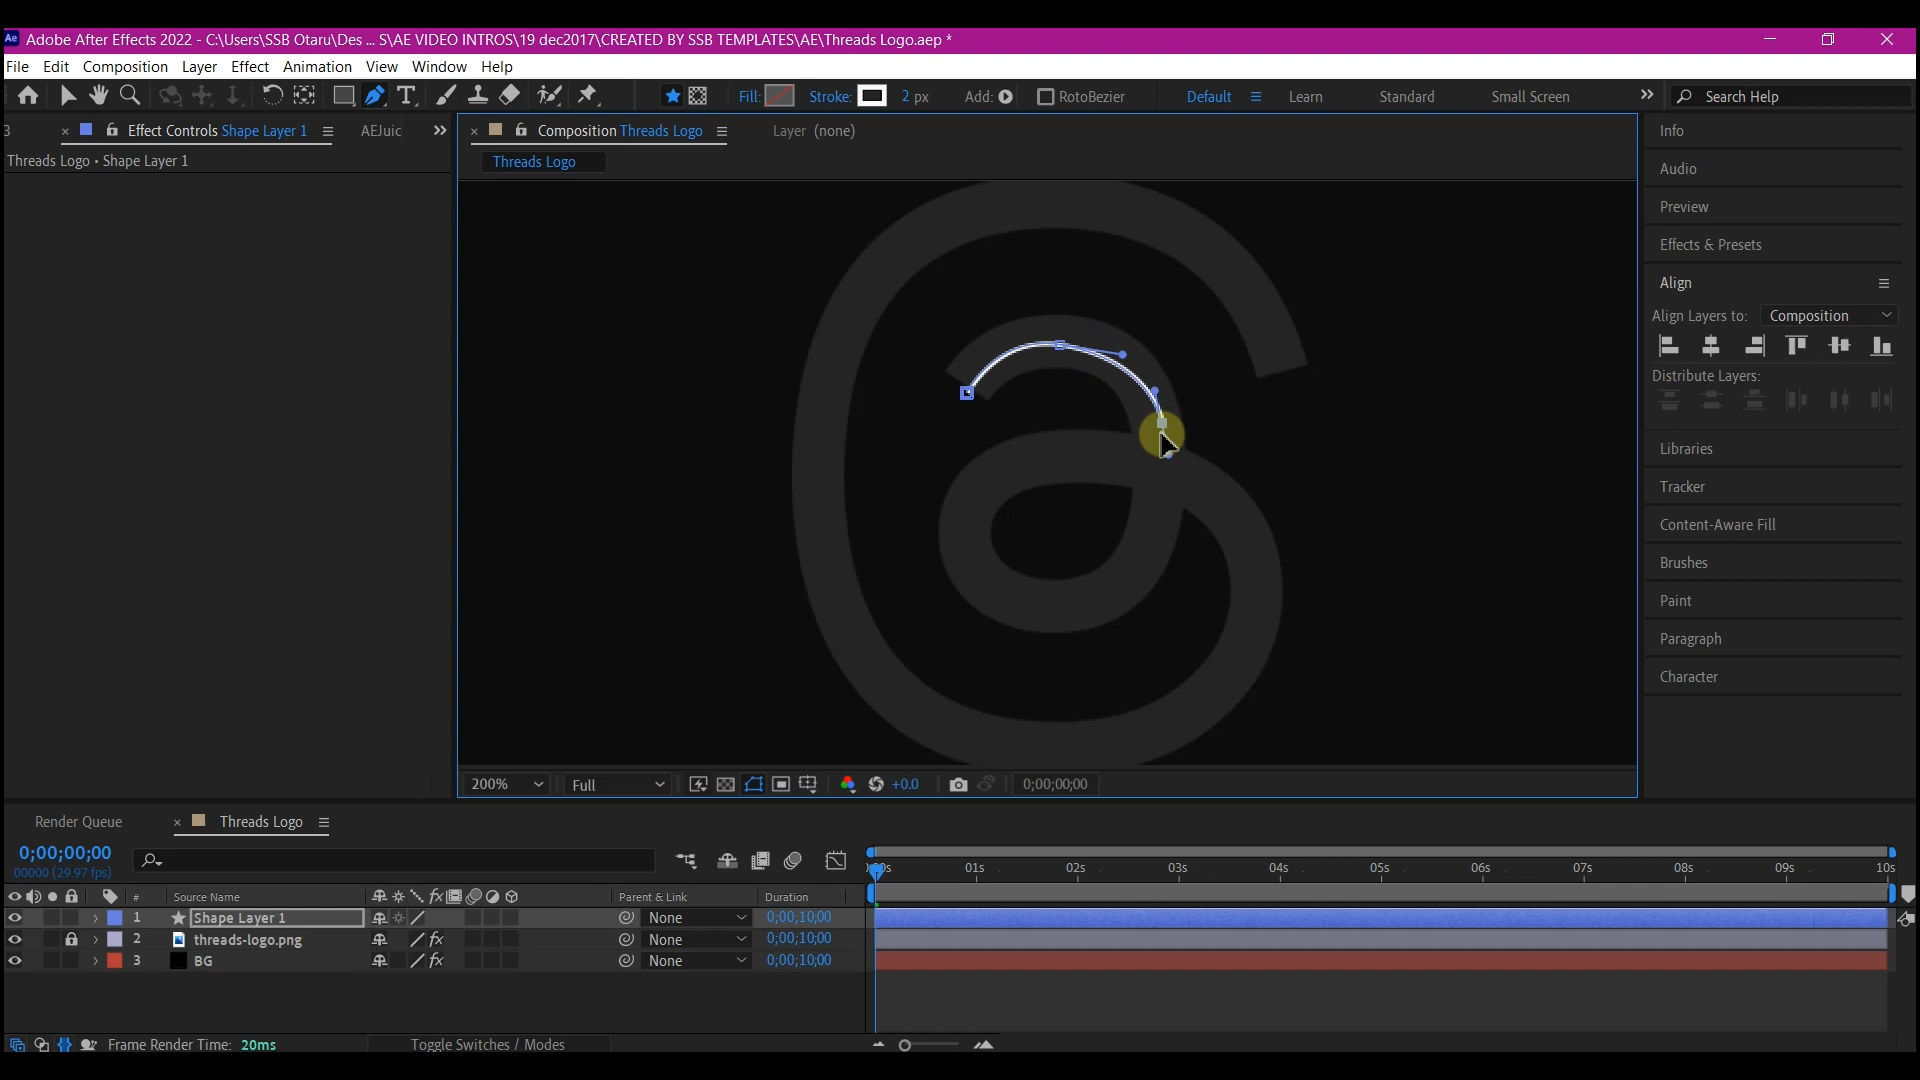 Ae Adobe After Effects 2022 - C:\Users\SSB Otaru\Des ... S\AE VIDEO INTROS\19 dec2017\CREATED BY SSB TEMPLATES\AE\Threads Logo.aep *
File Edit Composition Layer Effect Animation View Window Help
Fill: Stroke: 2 px Add: RotoBezier Default Learn Standard Small Screen Search Help
3 × Effect Controls Shape Layer 1 AEJuic
× Composition Threads Logo Layer (none)
Threads Logo • Shape Layer 1
Threads Logo
Info
Audio
Preview
Effects & Presets
Align
Align Layers to: Composition
Distribute Layers:
Libraries
Tracker
Content-Aware Fill
Brushes
Paint
Paragraph
Character
200% Full +0.0 0;00;00;00
Render Queue × Threads Logo
0;00;00;00
00000 (29.97 fps)
00s 01s 02s 03s 04s 05s 06s 07s 08s 09s 10s
# Source Name fx Parent & Link Duration
1 Shape Layer 1 None 0;00;10;00
2 threads-logo.png fx None 0;00;10;00
3 BG fx None 0;00;10;00
Frame Render Time: 20ms Toggle Switches / Modes